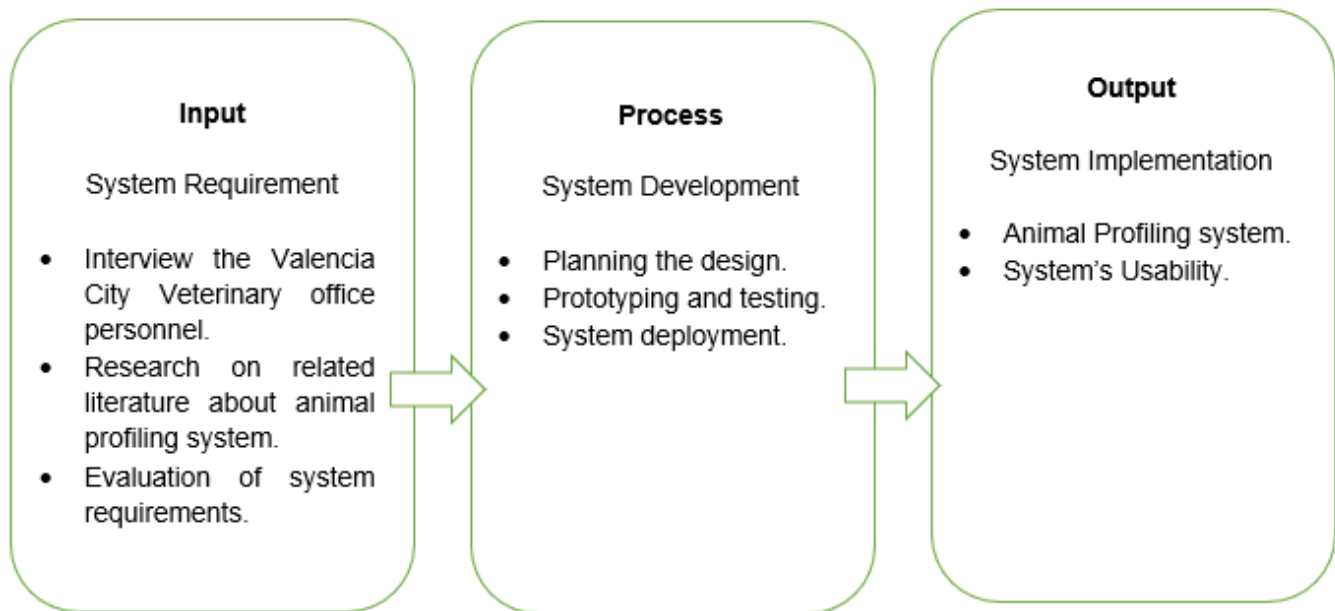 Input
System Requirement
• Interview the Valencia
City Veterinary office
personnel.
• Research on related
literature about animal
profiling system.
• Evaluation of system
requirements.
Process
System Development
• Planning the design.
• Prototyping and testing.
• System deployment.
Output
System Implementation
• Animal Profiling system.
• System’s Usability.